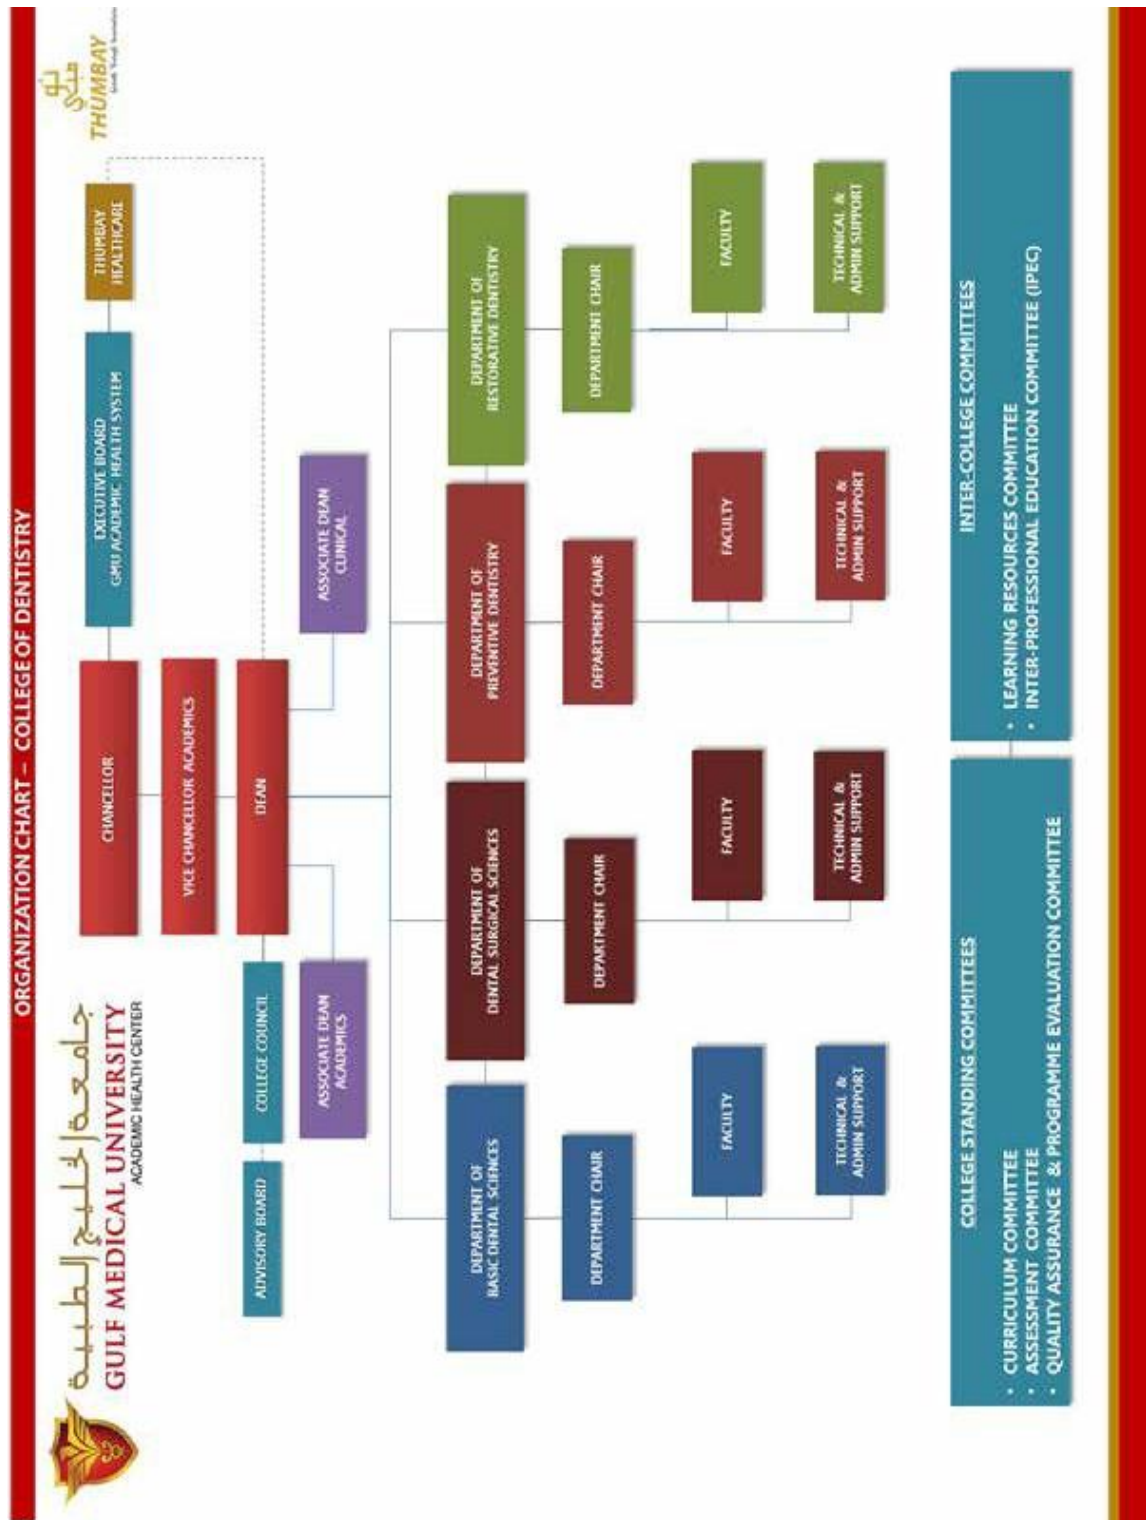 ORGANIZATION CHART – COLLEGE OF DENTISTRY
جامعة الخليج الطبية
GULF MEDICAL UNIVERSITY
ACADEMIC HEALTH CENTER
ثومبي
THUMBAY
CHANCELLOR
EXECUTIVE BOARD
GMU ACADEMIC HEALTH SYSTEM
THUMBAY
HEALTHCARE
VICE CHANCELLOR ACADEMICS
ADVISORY BOARD
COLLEGE COUNCIL
DEAN
ASSOCIATE DEAN
ACADEMICS
ASSOCIATE DEAN
CLINICAL
DEPARTMENT OF
BASIC DENTAL SCIENCES
DEPARTMENT OF
DENTAL SURGICAL SCIENCES
DEPARTMENT OF
PREVENTIVE DENTISTRY
DEPARTMENT OF
RESTORATIVE DENTISTRY
DEPARTMENT CHAIR
DEPARTMENT CHAIR
DEPARTMENT CHAIR
DEPARTMENT CHAIR
FACULTY
FACULTY
FACULTY
FACULTY
TECHNICAL &
ADMIN SUPPORT
TECHNICAL &
ADMIN SUPPORT
TECHNICAL &
ADMIN SUPPORT
TECHNICAL &
ADMIN SUPPORT
COLLEGE STANDING COMMITTEES
• CURRICULUM COMMITTEE
• ASSESSMENT COMMITTEE
• QUALITY ASSURANCE & PROGRAMME EVALUATION COMMITTEE
INTER-COLLEGE COMMITTEES
• LEARNING RESOURCES COMMITTEE
• INTER-PROFESSIONAL EDUCATION COMMITTEE (IPEC)